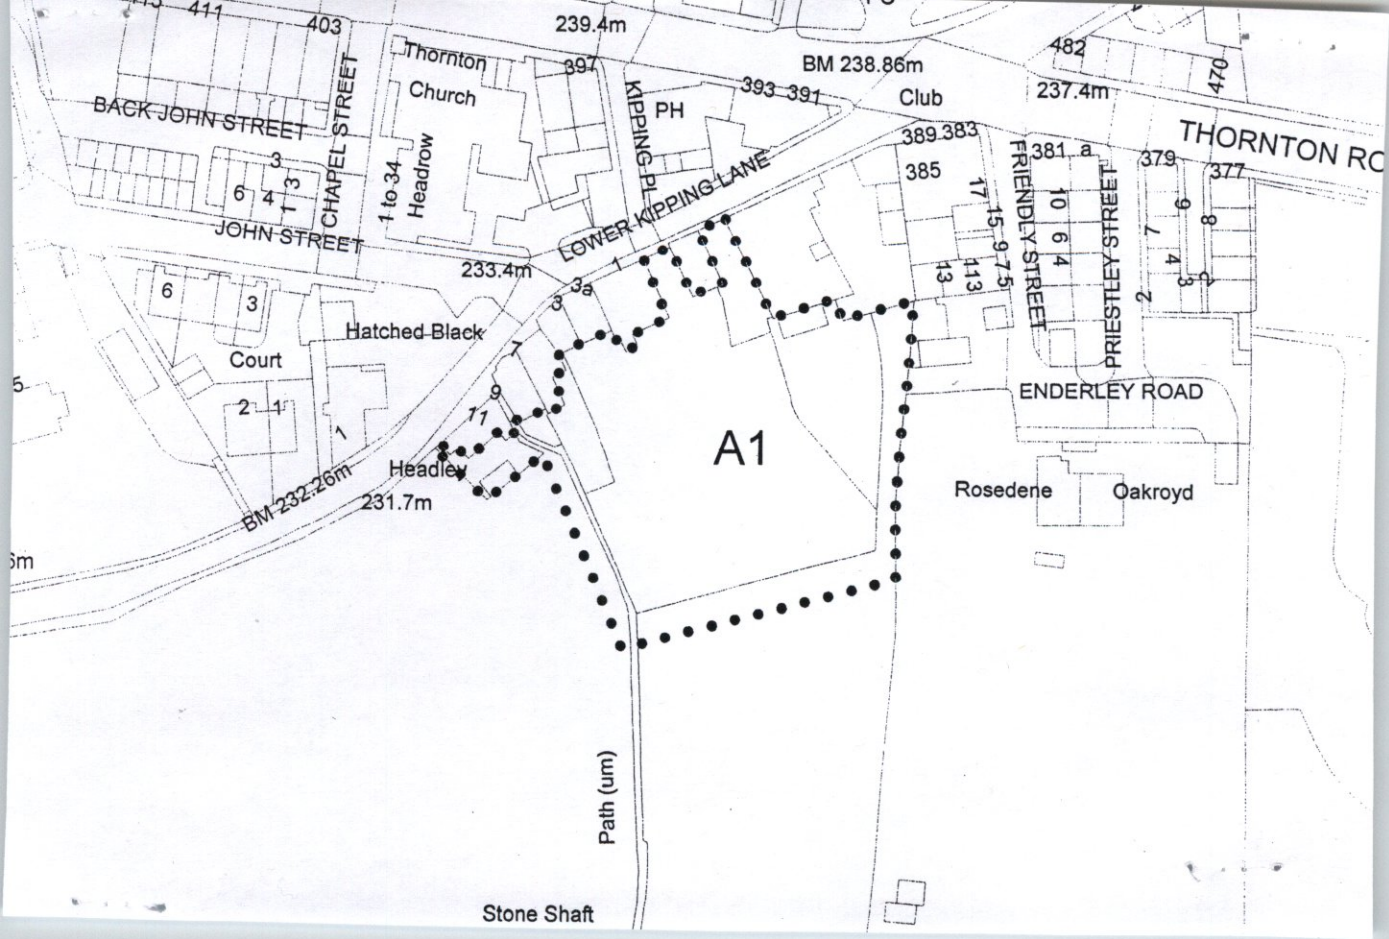 411
403
239.4m
397
Thornton
Church
BACK JOHN STREET
CHAPEL STREET
3
6 4 1 3
1 to 34
Headrow
JOHN STREET
KIPPING PL
PH
393 391
BM 238.86m
Club
482
470
237.4m
THORNTON RO
389 383
385
381 a
379
377
17
15
9
7
5
13
11
3
FRIENDLY STREET
10
6
4
PRIESTLEY STREET
7
2
9
8
4
3
LOWER KIPPING LANE
233.4m
1
3a
3
6
3
Hatched Black
Court
2 1
1
7
9
11
Headley
BM 232.26m
231.7m
5
6m
A1
ENDERLEY ROAD
Rosedene
Oakroyd
Path (um)
Stone Shaft